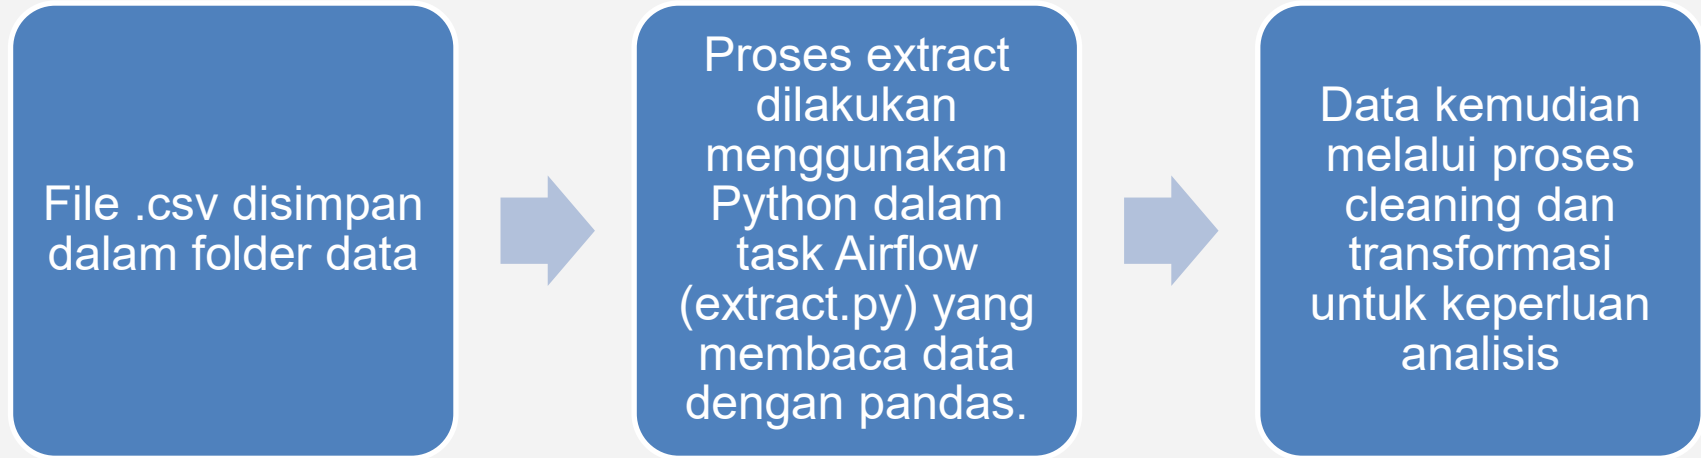 File .csv disimpan
dalam folder data
Proses extract
dilakukan
menggunakan
Python dalam
task Airflow
(extract.py) yang
membaca data
dengan pandas.
Data kemudian
melalui proses
cleaning dan
transformasi
untuk keperluan
analisis